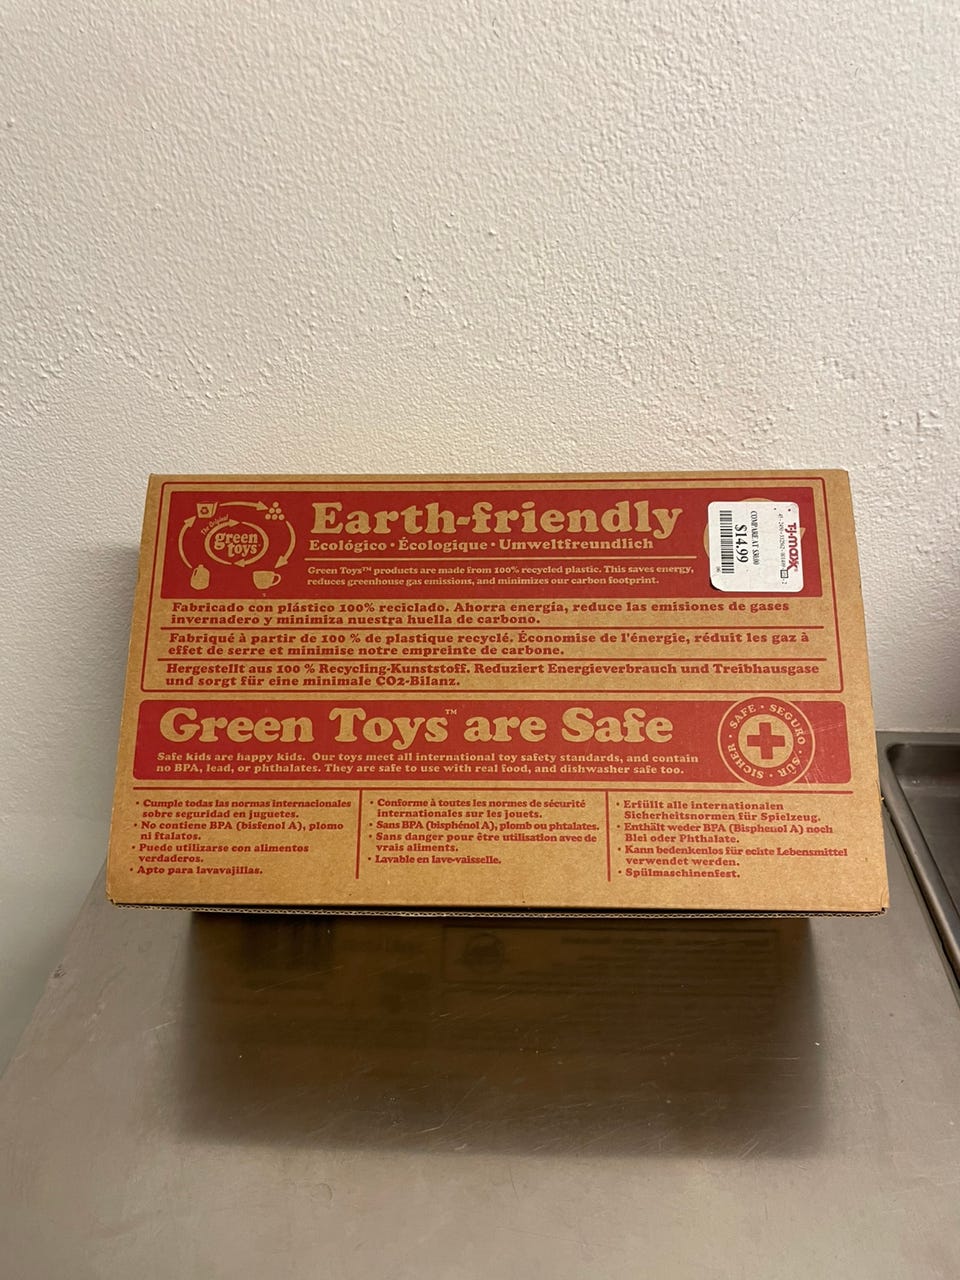 The Original
green
toys™
Earth-friendly
Ecológico • Écologique • Umweltfreundlich
Green Toys™ products are made from 100% recycled plastic. This saves energy,
reduces greenhouse gas emissions, and minimizes our carbon footprint.
T.J.maxx
COMPARE AT $30.00
$14.99
Fabricado con plástico 100% reciclado. Ahorra energía, reduce las emisiones de gases
invernadero y minimiza nuestra huella de carbono.
Fabriqué à partir de 100 % de plastique recyclé. Économise de l'énergie, réduit les gaz à
effet de serre et minimise notre empreinte de carbone.
Hergestellt aus 100 % Recycling-Kunststoff. Reduziert Energieverbrauch und Treibhausgase
und sorgt für eine minimale CO2-Bilanz.
Green Toys™ are Safe
Safe kids are happy kids. Our toys meet all international toy safety standards, and contain
no BPA, lead, or phthalates. They are safe to use with real food, and dishwasher safe too.
SAFE • SEGURO • SÛR • SICHER •
• Cumple todas las normas internacionales
sobre seguridad en juguetes.
• No contiene BPA (bisfenol A), plomo
ni ftalatos.
• Puede utilizarse con alimentos
verdaderos.
• Apto para lavavajillas.
• Conforme à toutes les normes de sécurité
internationales sur les jouets.
• Sans BPA (bisphénol A), plomb ou phtalates.
• Sans danger pour être utilisation avec de
vrais aliments.
• Lavable en lave-vaisselle.
• Erfüllt alle internationalen
Sicherheitsnormen für Spielzeug.
• Enthält weder BPA (Bisphenol A) noch
Blei oder Phthalate.
• Kann bedenkenlos für echte Lebensmittel
verwendet werden.
• Spülmaschinenfest.